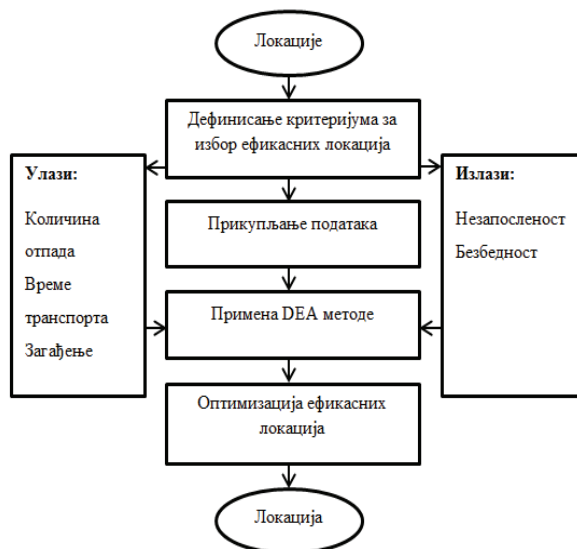 Локације
Дефинисање критеријума за
избор ефикасних локација
Улази:
Количина
отпада
Време
транспорта
Загађење
Излази:
Незапосленост
Безбедност
Прикупљање података
Примена DEA методе
Оптимизација ефикасних
локација
Локација